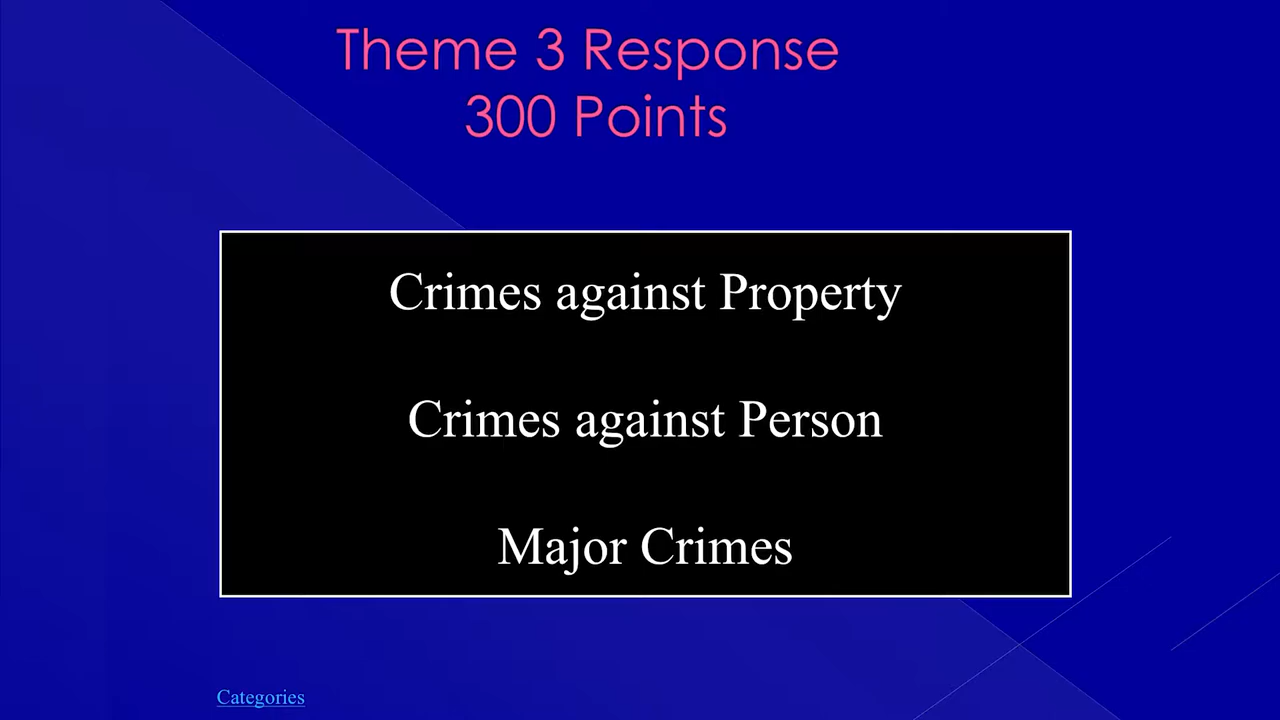 Theme 3 Response
300 Points
Crimes against Property
Crimes against Person
Major Crimes
Categories